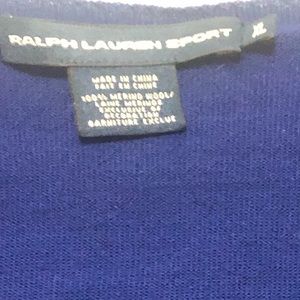 RALPH LAUREN SPORT
XL
MADE IN CHINA
FAIT EN CHINE
100% MERINO WOOL
LAINE MERINOS
EXCLUSIVE OF
DECORATION
GARNITURE EXCLUE